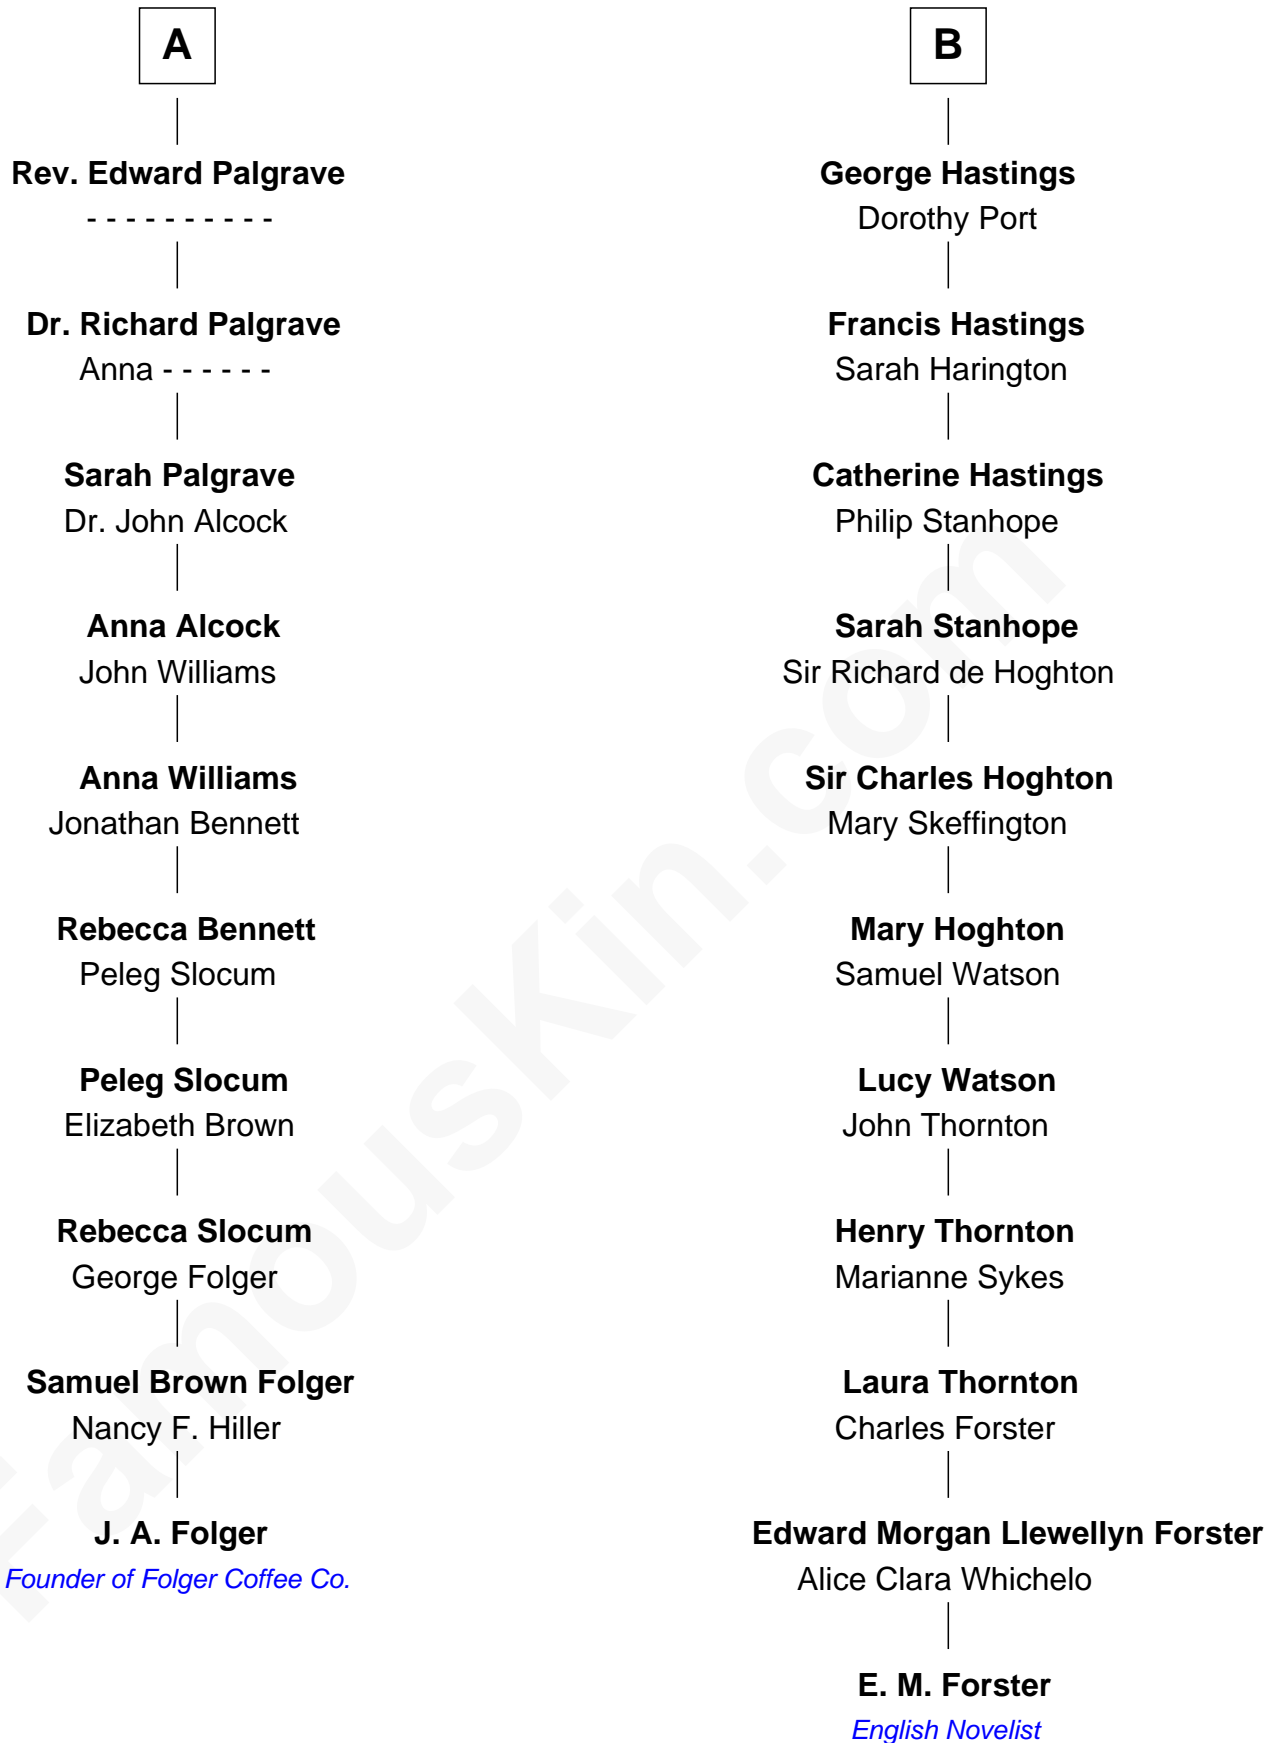 A
Rev. Edward Palgrave
- - - - - - - - - -
Dr. Richard Palgrave
Anna - - - - - -
Sarah Palgrave
Dr. John Alcock
Anna Alcock
John Williams
Anna Williams
Jonathan Bennett
Rebecca Bennett
Peleg Slocum
Peleg Slocum
Elizabeth Brown
Rebecca Slocum
George Folger
Samuel Brown Folger
Nancy F. Hiller
J. A. Folger
Founder of Folger Coffee Co.
B
George Hastings
Dorothy Port
Francis Hastings
Sarah Harington
Catherine Hastings
Philip Stanhope
Sarah Stanhope
Sir Richard de Hoghton
Sir Charles Hoghton
Mary Skeffington
Mary Hoghton
Samuel Watson
Lucy Watson
John Thornton
Henry Thornton
Marianne Sykes
Laura Thornton
Charles Forster
Edward Morgan Llewellyn Forster
Alice Clara Whichelo
E. M. Forster
English Novelist
FamousKin.com